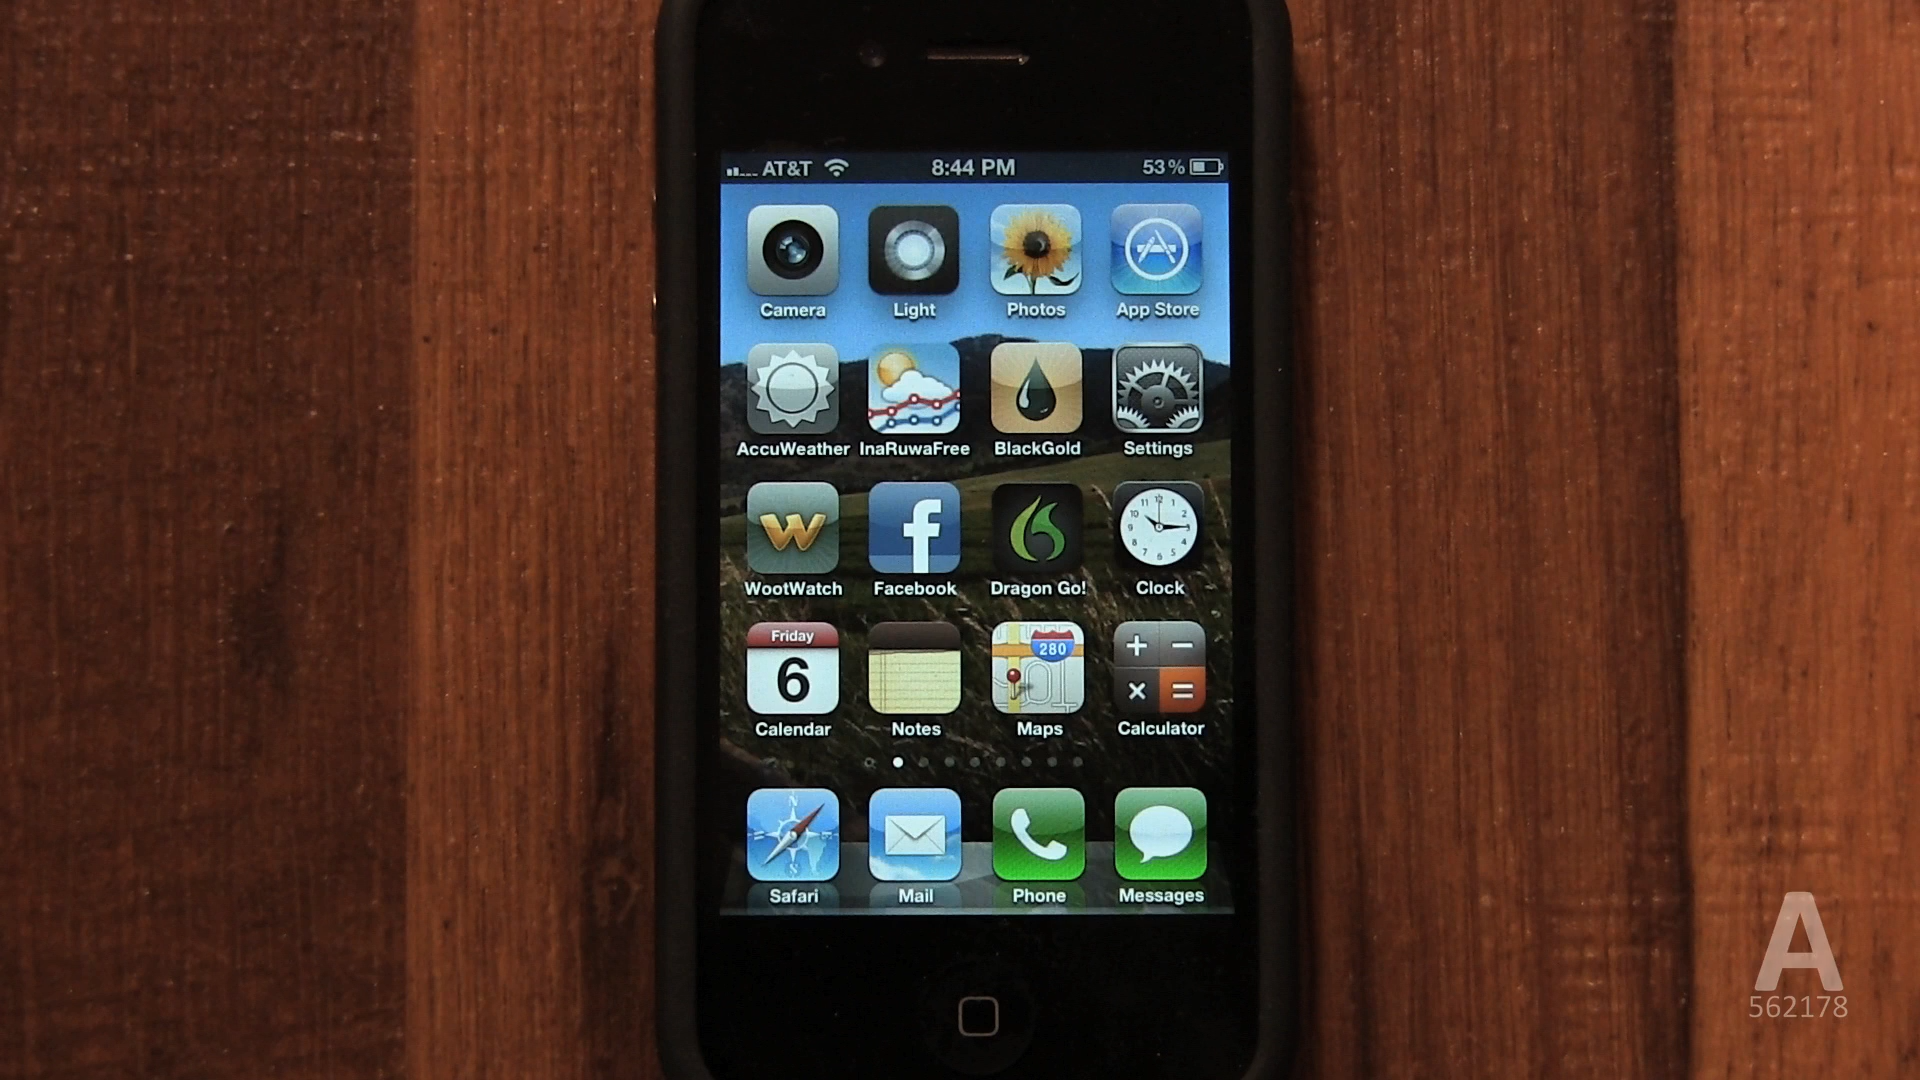 AT&T 8:44 PM 53%
Camera Light Photos App Store
AccuWeather InaRuwaFree BlackGold Settings
W f
WootWatch Facebook Dragon Go! Clock
Friday
280
6
Calendar Notes Maps Calculator
Safari Mail Phone Messages
A
562178